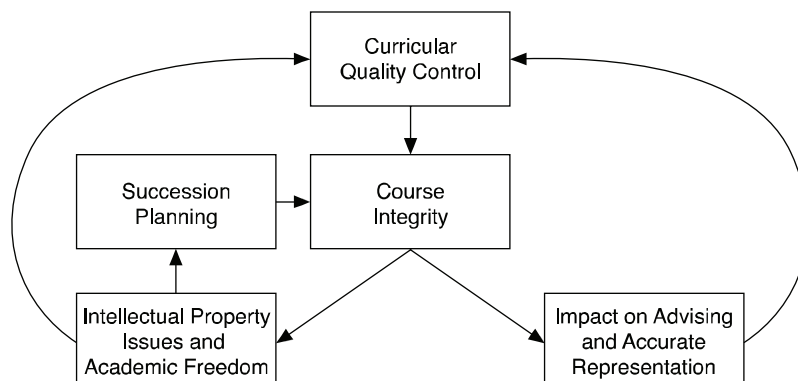 Curricular
Quality Control
Succession
Planning
Course
Integrity
Intellectual Property
Issues and
Academic Freedom
Impact on Advising
and Accurate
Representation